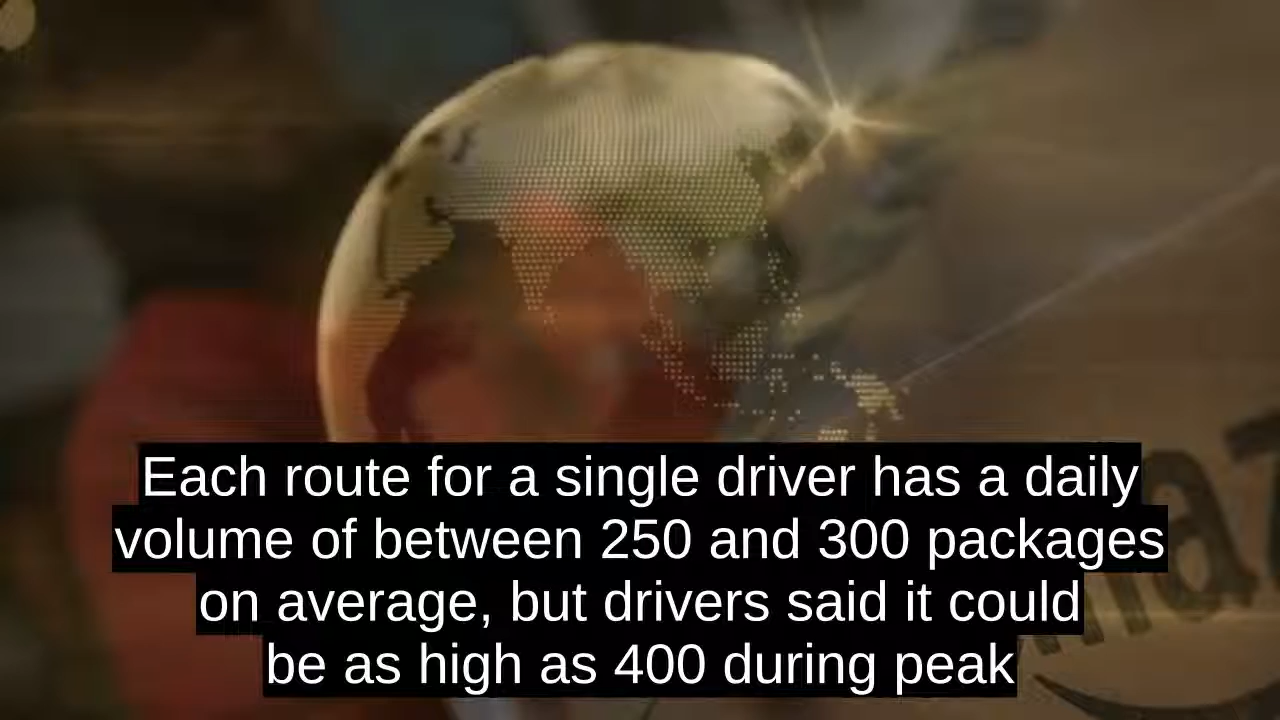 Each route for a single driver has a daily
volume of between 250 and 300 packages
on average, but drivers said it could
be as high as 400 during peak